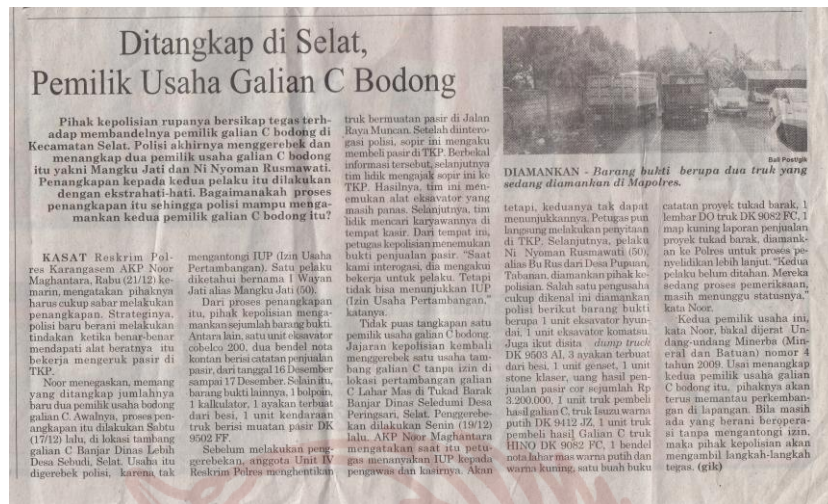 Ditangkap di Selat,
Pemilik Usaha Galian C Bodong
Pihak kepolisian rupanya bersikap tegas ter-
hadap membandelnya pemilik galian C bodong di
Kecamatan Selat. Polisi akhirnya menggerebek dan
menangkap dua pemilik usaha galian C bodong
itu yakni Mangku Jati dan Ni Nyoman Rusmawati.
Penangkapan kepada kedua pelaku itu dilakukan
dengan ekstrahati-hati. Bagaimanakah proses
penangkapan itu sehingga polisi mampu menga-
mankan kedua pemilik galian C bodong itu?
KASAT Reskrim Pol-
res Karangasem AKP Noor
Maghantara, Rabu (21/12) ke-
marin, mengatakan pihaknya
harus cukup sabar melakukan
penangkapan. Strateginya,
polisi baru berani melakukan
tindakan ketika benar-benar
mendapati alat beratnya itu
bekerja mengeruk pasir di
TKP.
Noor menegaskan, memang
yang ditangkap jumlahnya
baru dua pemilik usaha bodong
galian C. Awalnya, proses pen-
angkapan itu dilakukan Sabtu
(17/12) lalu, di lokasi tambang
galian C Banjar Dinas Lebih
Desa Sebudi, Selat. Usaha itu
digerebek polisi, karena tak
mengantongi IUP (Izin Usaha
Pertambangan). Satu pelaku
diketahui bernama I Wayan
Jati alias Mangku Jati (50).
Dari proses penangkapan
itu, pihak kepolisian menga-
mankan sejumlah barang bukti.
Antara lain, satu unit eksavator
cobelco 200, dua bendel nota
kontan berisi catatan penjualan
pasir, dari tanggal 16 Desember
sampai 17 Desember. Selain itu,
barang bukti lainnya, 1 bolpoin,
1 kalkulator, 1 ayakan terbuat
dari besi, 1 unit kendaraan
truk berisi muatan pasir DK
9502 FF.
Sebelum melakukan peng-
gerebekan, anggota Unit IV
Reskrim Polres menghentikan
truk bermuatan pasir di Jalan
Raya Muncan. Setelah diintero-
gasi polisi, sopir ini mengaku
membeli pasir di TKP. Berbekal
informasi tersebut, selanjutnya
tim lidik mengajak sopir ini ke
TKP. Hasilnya, tim ini men-
emukan alat eksavator yang
masih panas. Selanjutnya, tim
lidik mencari karyawannya di
tempat kasir. Dari tempat ini,
petugas kepolisian menemukan
bukti penjualan pasir. "Saat
kami interogasi, dia mengaku
bekerja untuk pelaku. Tetapi
tidak bisa menunjukkan IUP
(Izin Usaha Pertambangan,"
katanya.
Tidak puas tangkapan satu
pemilik usaha galian C bodong.
Jajaran kepolisian kembali
menggerebek satu usaha tam-
bang galian C tanpa izin di
lokasi pertambangan galian
C Lahar Mas di Tukad Barak
Banjar Dinas Seledumi Desa
Peringsari, Selat. Penggerebe-
kan dilakukan Senin (19/12)
lalu. AKP Noor Maghantara
mengatakan saat itu petu-
gas menanyakan IUP kepada
pengawas dan kasirnya. Akan
Bali Post/gik
DIAMANKAN - Barang bukti berupa dua truk yang
sedang diamankan di Mapolres.
tetapi, keduanya tak dapat
menunjukkannya. Petugas pun
langsung melakukan penyitaan
di TKP. Selanjutnya, pelaku
Ni Nyoman Rusmawati (50),
alias Bu Rus dari Desa Pupuan,
Tabanan, diamankan pihak ke-
polisian. Salah satu pengusaha
cukup dikenal ini diamankan
polisi berikut barang bukti
berupa 1 unit eksavator hyun-
dai, 1 unit eksavator komatsu.
Juga ikut disita dump truck
DK 9503 AI, 3 ayakan terbuat
dari besi, 1 unit genset, 1 unit
stone klaser, uang hasil pen-
jualan pasir cor sejumlah Rp
3.200.000, 1 unit truk pembeli
hasil galian C, truk Isuzu warna
putih DK 9412 JZ, 1 unit truk
pembeli hasil Galian C truk
HINO DK 9082 FC, 1 bendel
nota lahar mas warna putih dan
warna kuning, satu buah buku
catatan proyek tukad barak, 1
lembar DO truk DK 9082 FC, 1
map kuning laporan penjualan
proyek tukad barak, diamank-
an ke Polres untuk proses pe-
nyelidikan lebih lanjut. "Kedua
pelaku belum ditahan. Mereka
sedang proses pemeriksaan,
masih menunggu statusnya,"
kata Noor.
Kedua pemilik usaha ini,
kata Noor, bakal dijerat Un-
dang-undang Minerba (Min-
eral dan Batuan) nomor 4
tahun 2009. Usai menangkap
kedua pemilik usaha galian
C bodong itu, pihaknya akan
terus memantau perkemban-
gan di lapangan. Bila masih
ada yang berani beropera-
si tanpa mengantongi izin,
maka pihak kepolisian akan
mengambil langkah-langkah
tegas. (gik)